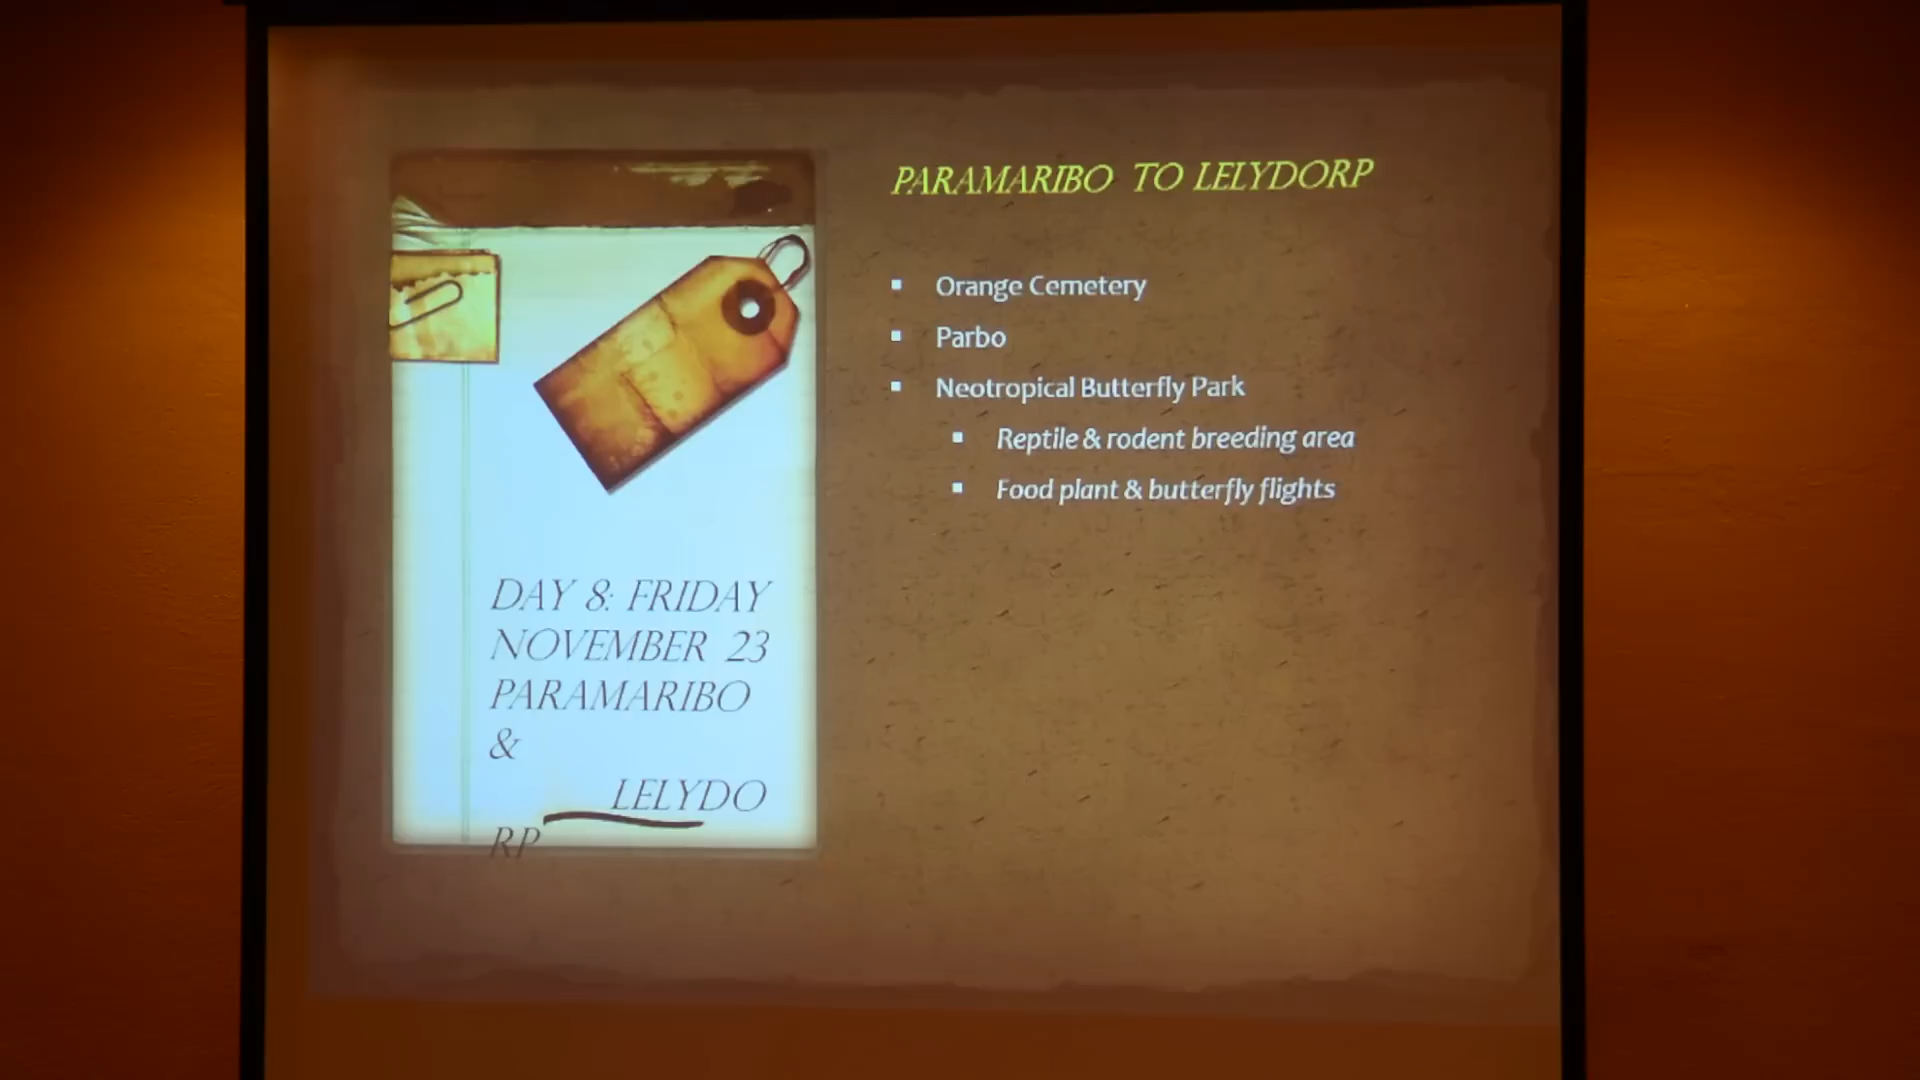 PARAMARIBO TO LELYDORP
Orange Cemetery
Parbo
Neotropical Butterfly Park
Reptile & rodent breeding area
Food plant & butterfly flights
DAY 8: FRIDAY
NOVEMBER 23
PARAMARIBO
&
LELYDO
RP